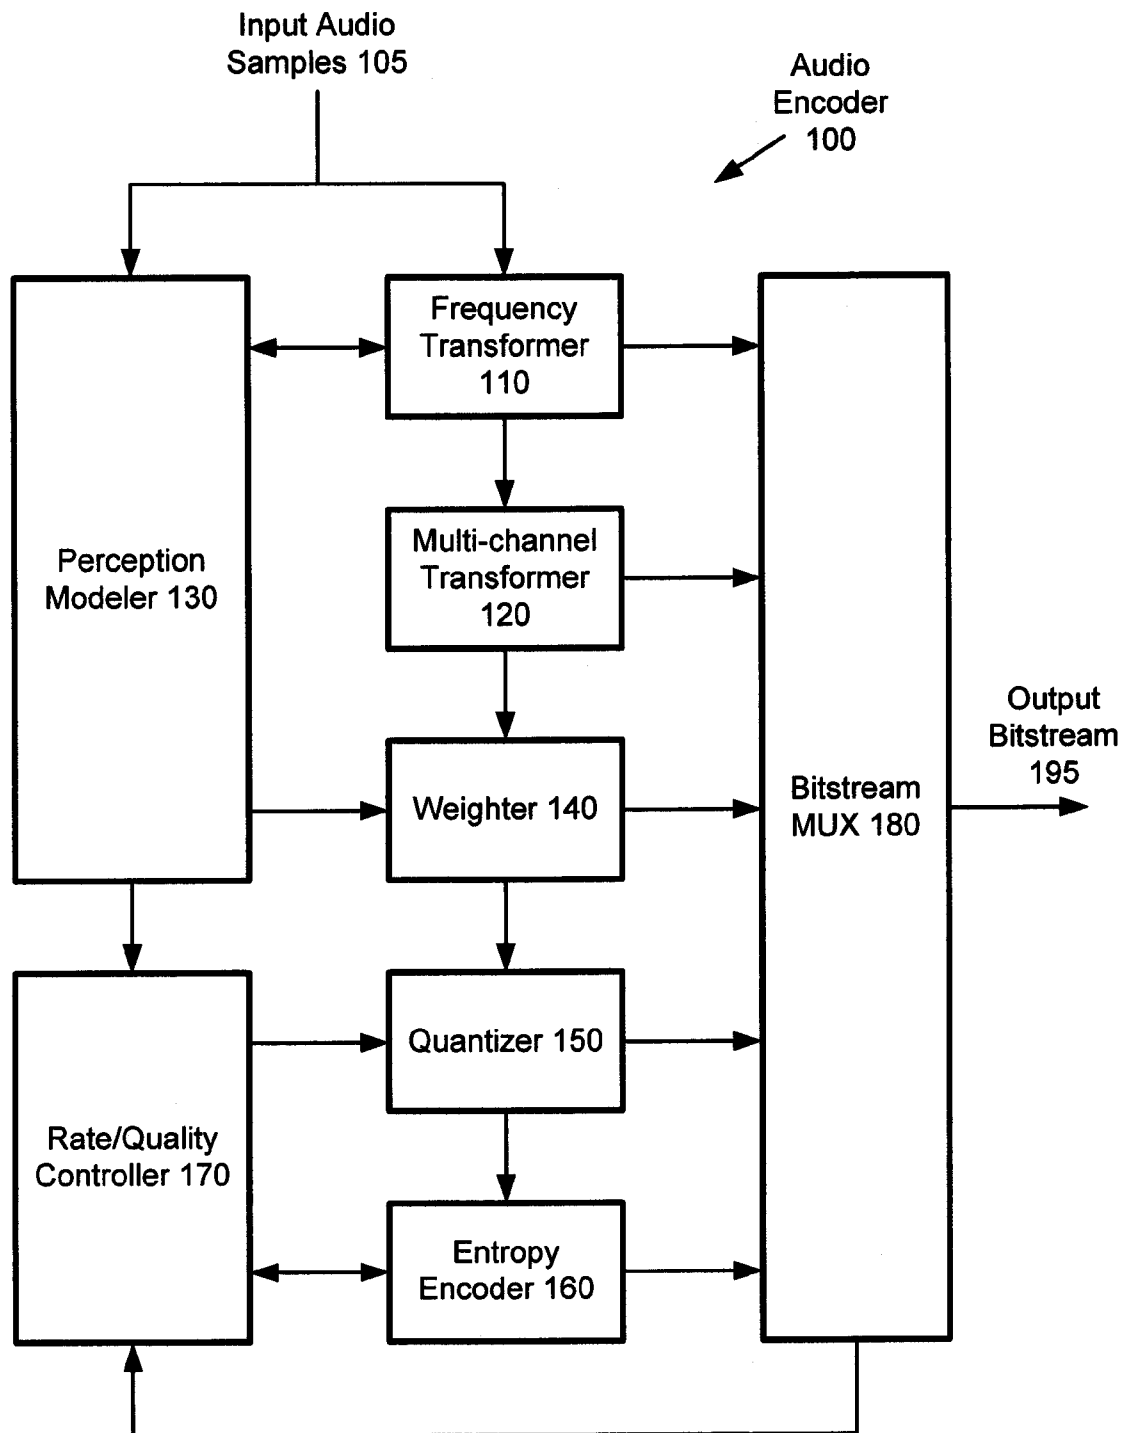 Input Audio
Samples 105
Audio
Encoder
100
Frequency
Transformer
110
Multi-channel
Transformer
120
Perception
Modeler 130
Weighter 140
Bitstream
MUX 180
Output
Bitstream
195
Quantizer 150
Rate/Quality
Controller 170
Entropy
Encoder 160